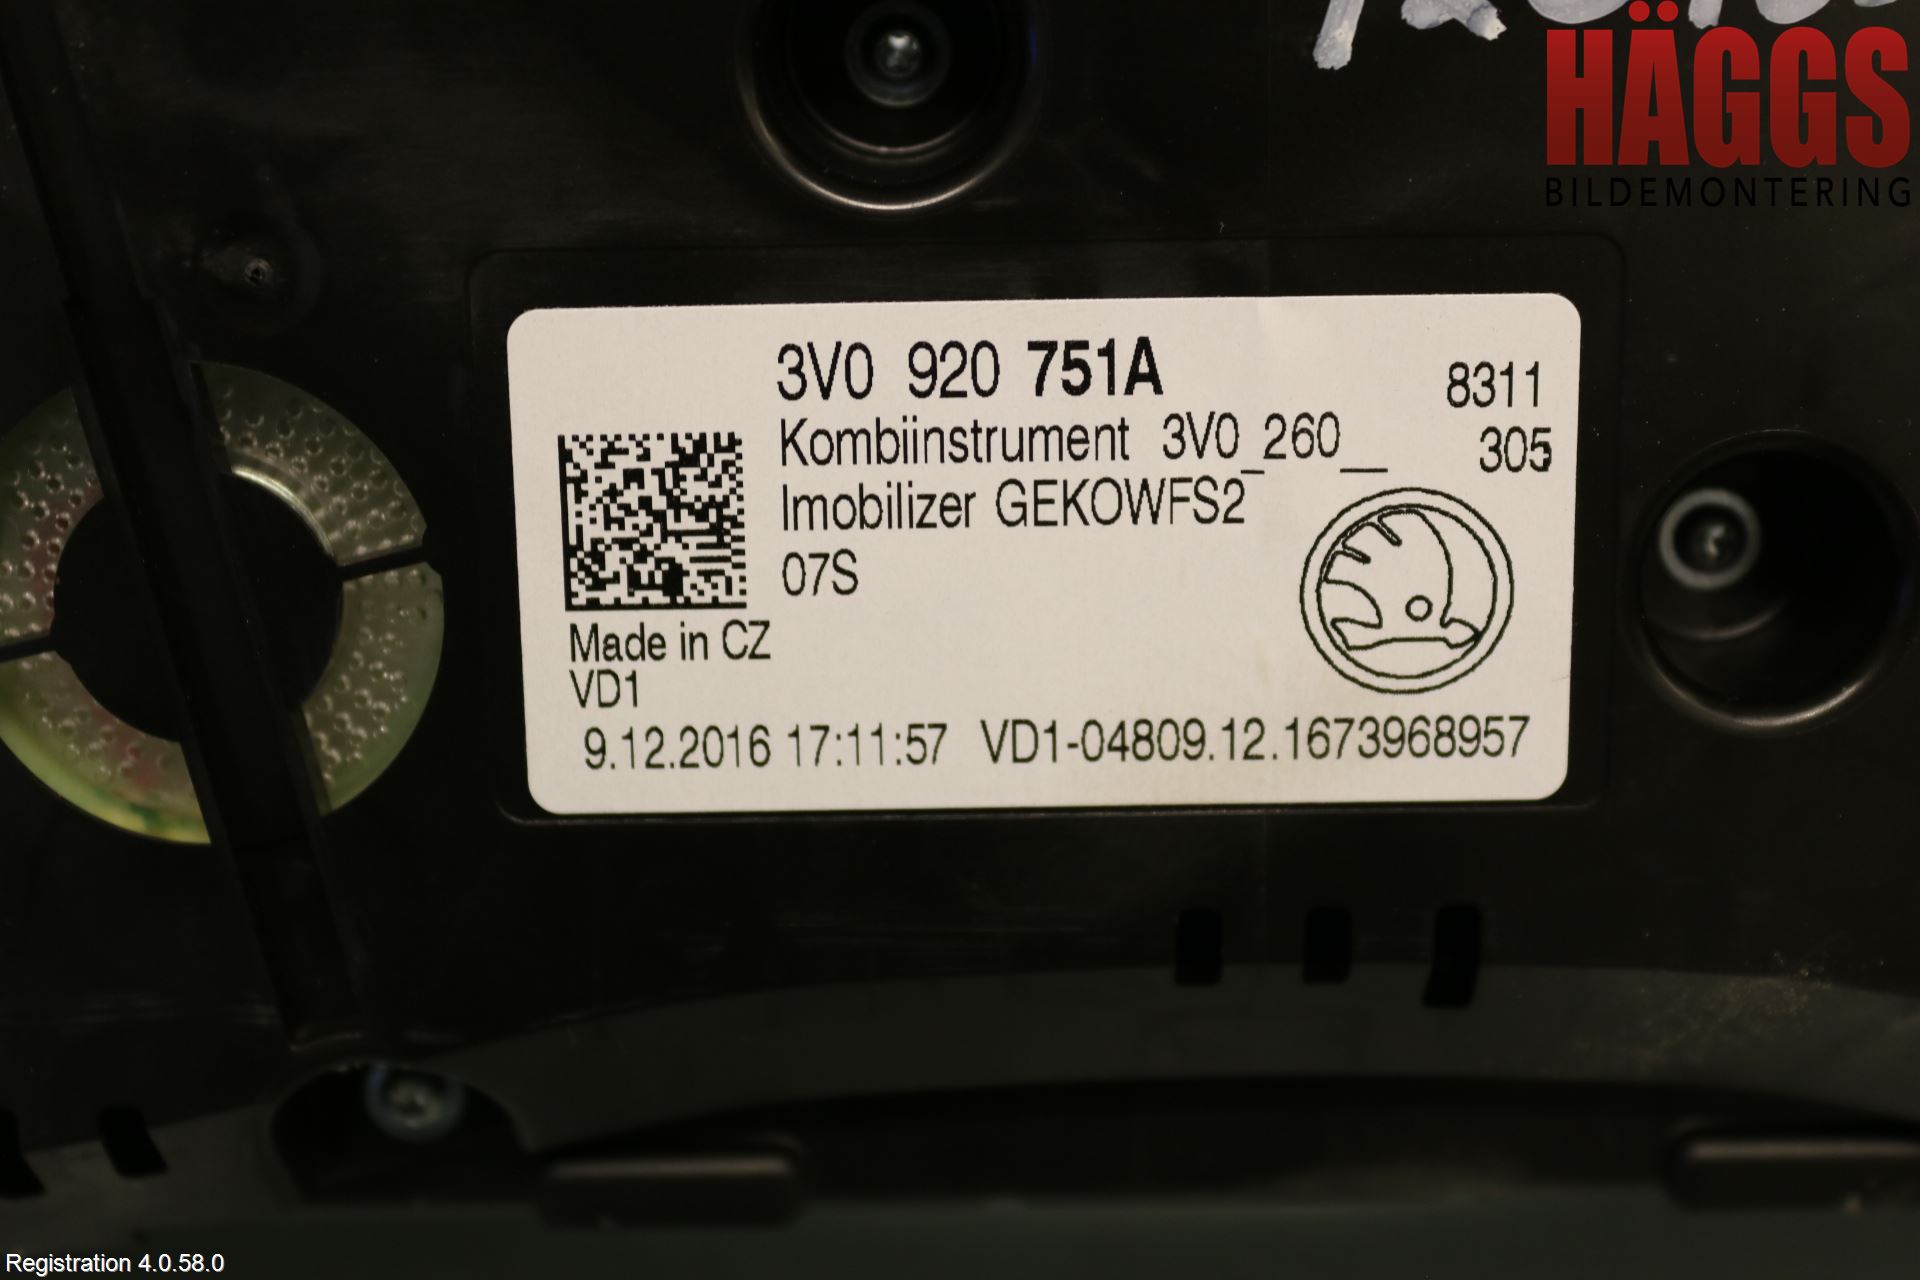 HÄGGS
BILDEMONTERING
3V0 920 751A
8311
Kombiinstrument 3V0_260__
305
Imobilizer GEKOWFS2
07S
Made in CZ
VD1
9.12.2016 17:11:57 VD1-04809.12.1673968957
Registration 4.0.58.0